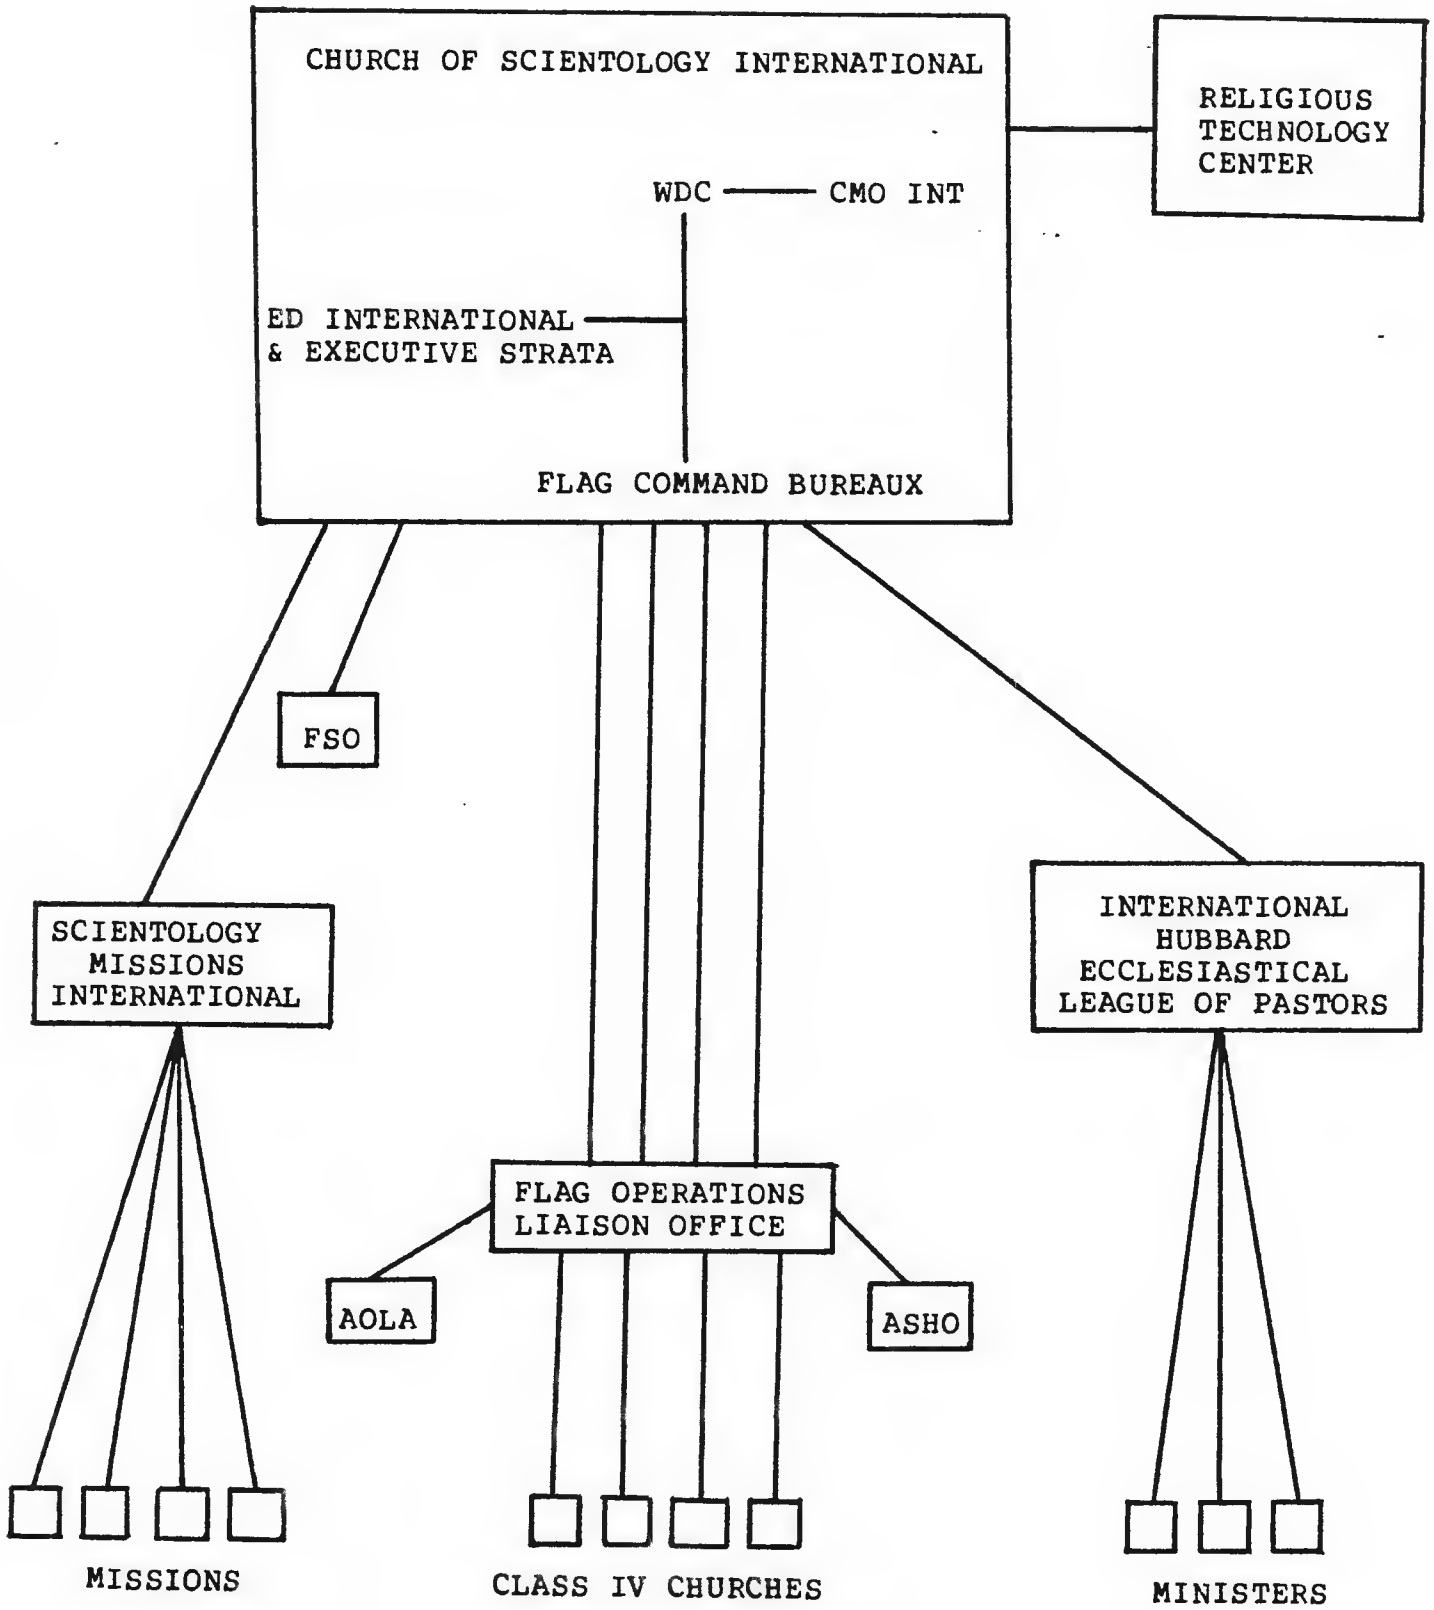 CHURCH OF SCIENTOLOGY INTERNATIONAL
RELIGIOUS
TECHNOLOGY
CENTER
WDC
CMO INT
ED INTERNATIONAL
& EXECUTIVE STRATA
FLAG COMMAND BUREAUX
FSO
SCIENTOLOGY
MISSIONS
INTERNATIONAL
INTERNATIONAL
HUBBARD
ECCLESIASTICAL
LEAGUE OF PASTORS
FLAG OPERATIONS
LIAISON OFFICE
AOLA
ASHO
MISSIONS
CLASS IV CHURCHES
MINISTERS